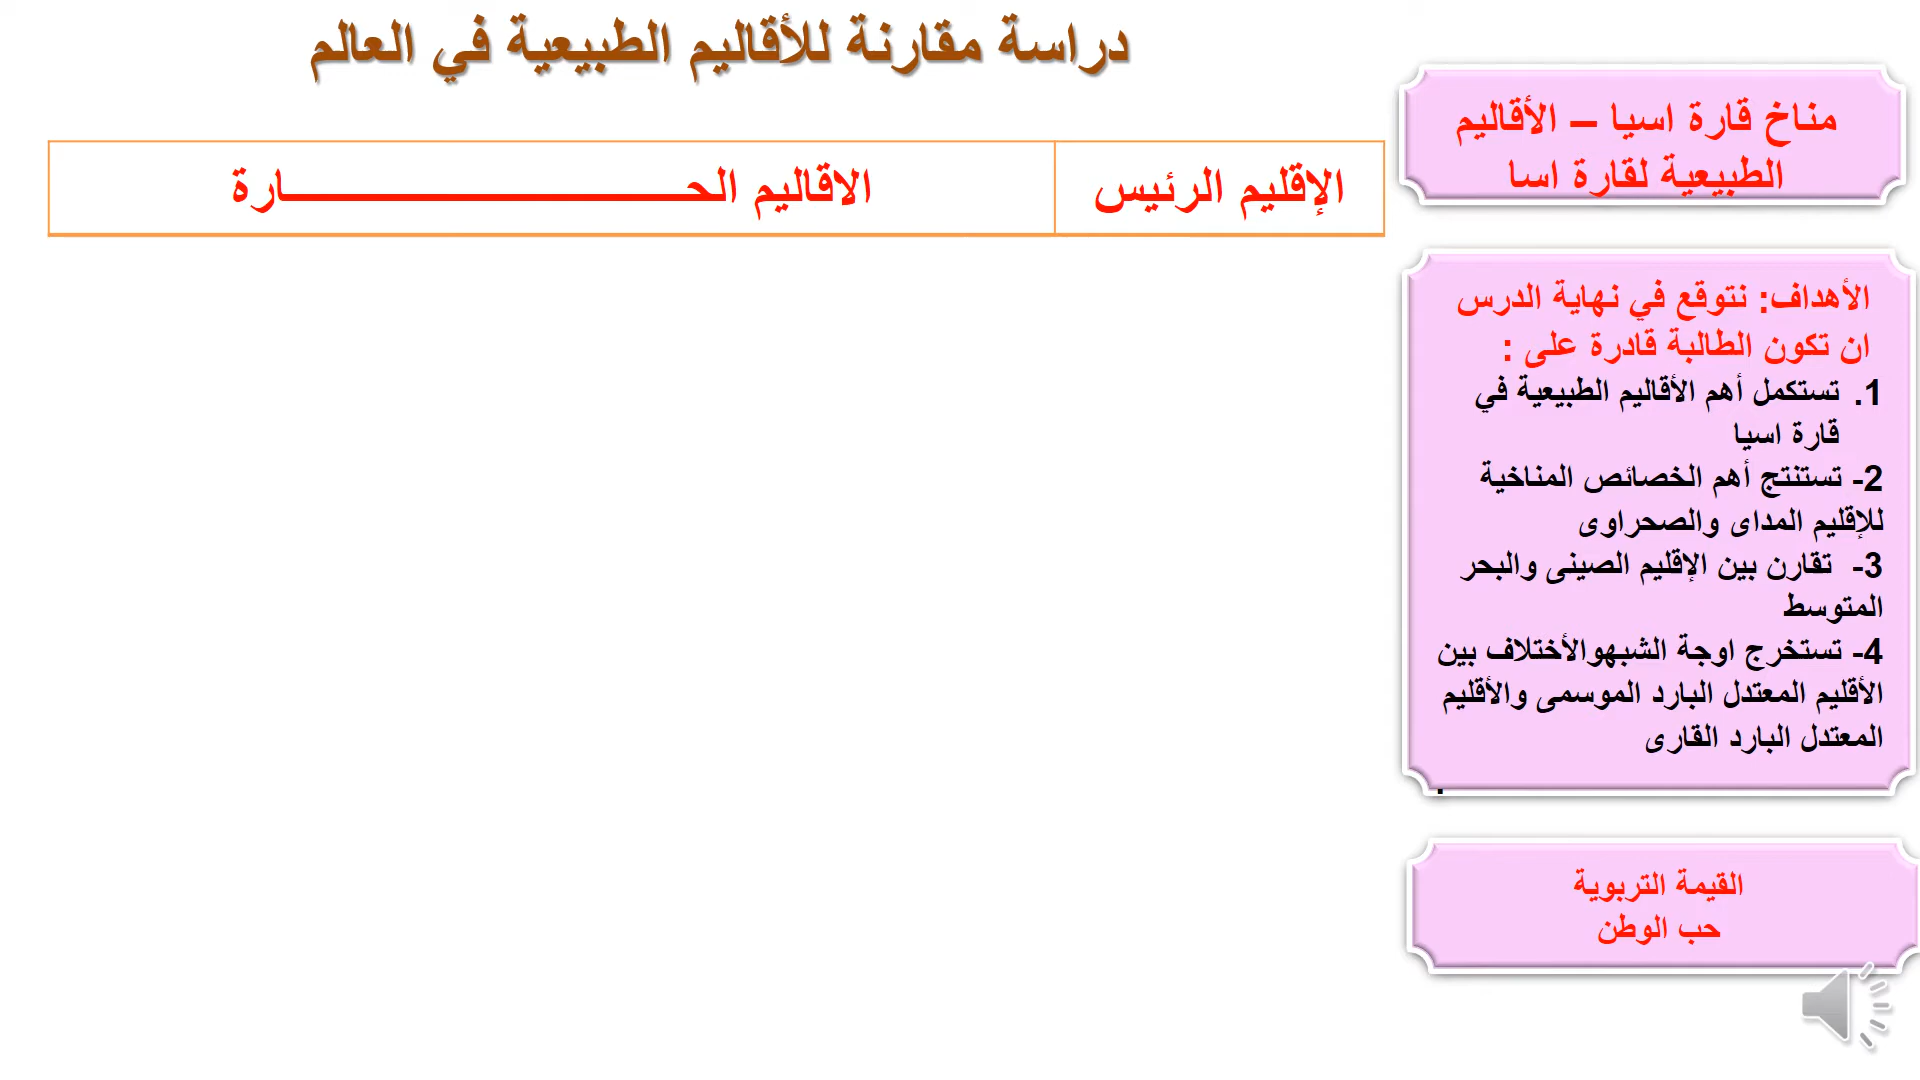 دراسة مقارنة للأقاليم الطبيعية في العالم
مناخ قارة اسيا – الأقاليم
الطبيعية لقارة اسا
الإقليم الرئيس
الاقاليم الحـــــــــــــــــــــــــــارة
الأهداف: نتوقع في نهاية الدرس
ان تكون الطالبة قادرة على :
1. تستكمل أهم الأقاليم الطبيعية في
قارة اسيا
2- تستنتج أهم الخصائص المناخية
للإقليم المداى والصحراوى
3- تقارن بين الإقليم الصينى والبحر
المتوسط
4- تستخرج اوجة الشبهوالأختلاف بين
الأقليم المعتدل البارد الموسمى والأقليم
المعتدل البارد القارى
.
القيمة التربوية
حب الوطن